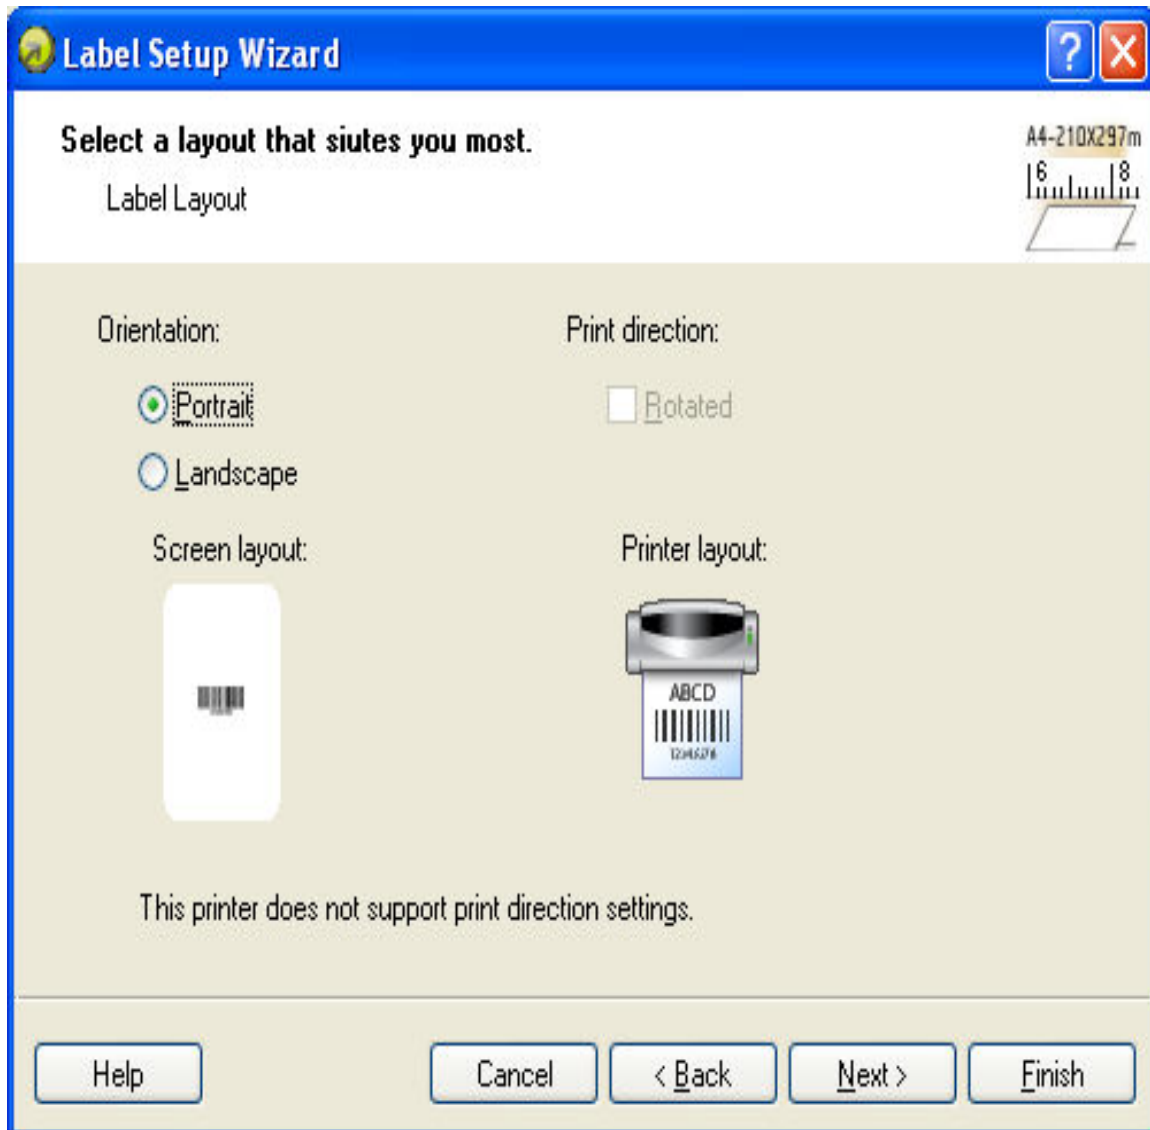 Label Setup Wizard
?
Select a layout that siutes you most.
Label Layout
A4-210X297m
6 8
Orientation:
Print direction:
Portrait
Rotated
Landscape
Screen layout:
Printer layout:
ABCD
This printer does not support print direction settings.
Help
Cancel
< Back
Next >
Finish